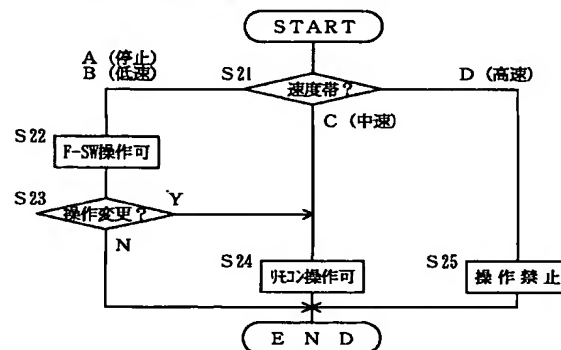 START
A (停止)
B (低速)
S21
速度帯?
D (高速)
C (中速)
S22
F-SW操作可
S23
操作変更?
Y
N
S24
リモコン操作可
S25
操作禁止
END